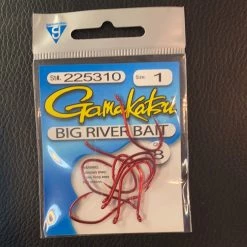 Stk. 225310 Size 1
Gamakatsu
BIG RIVER BAIT
8